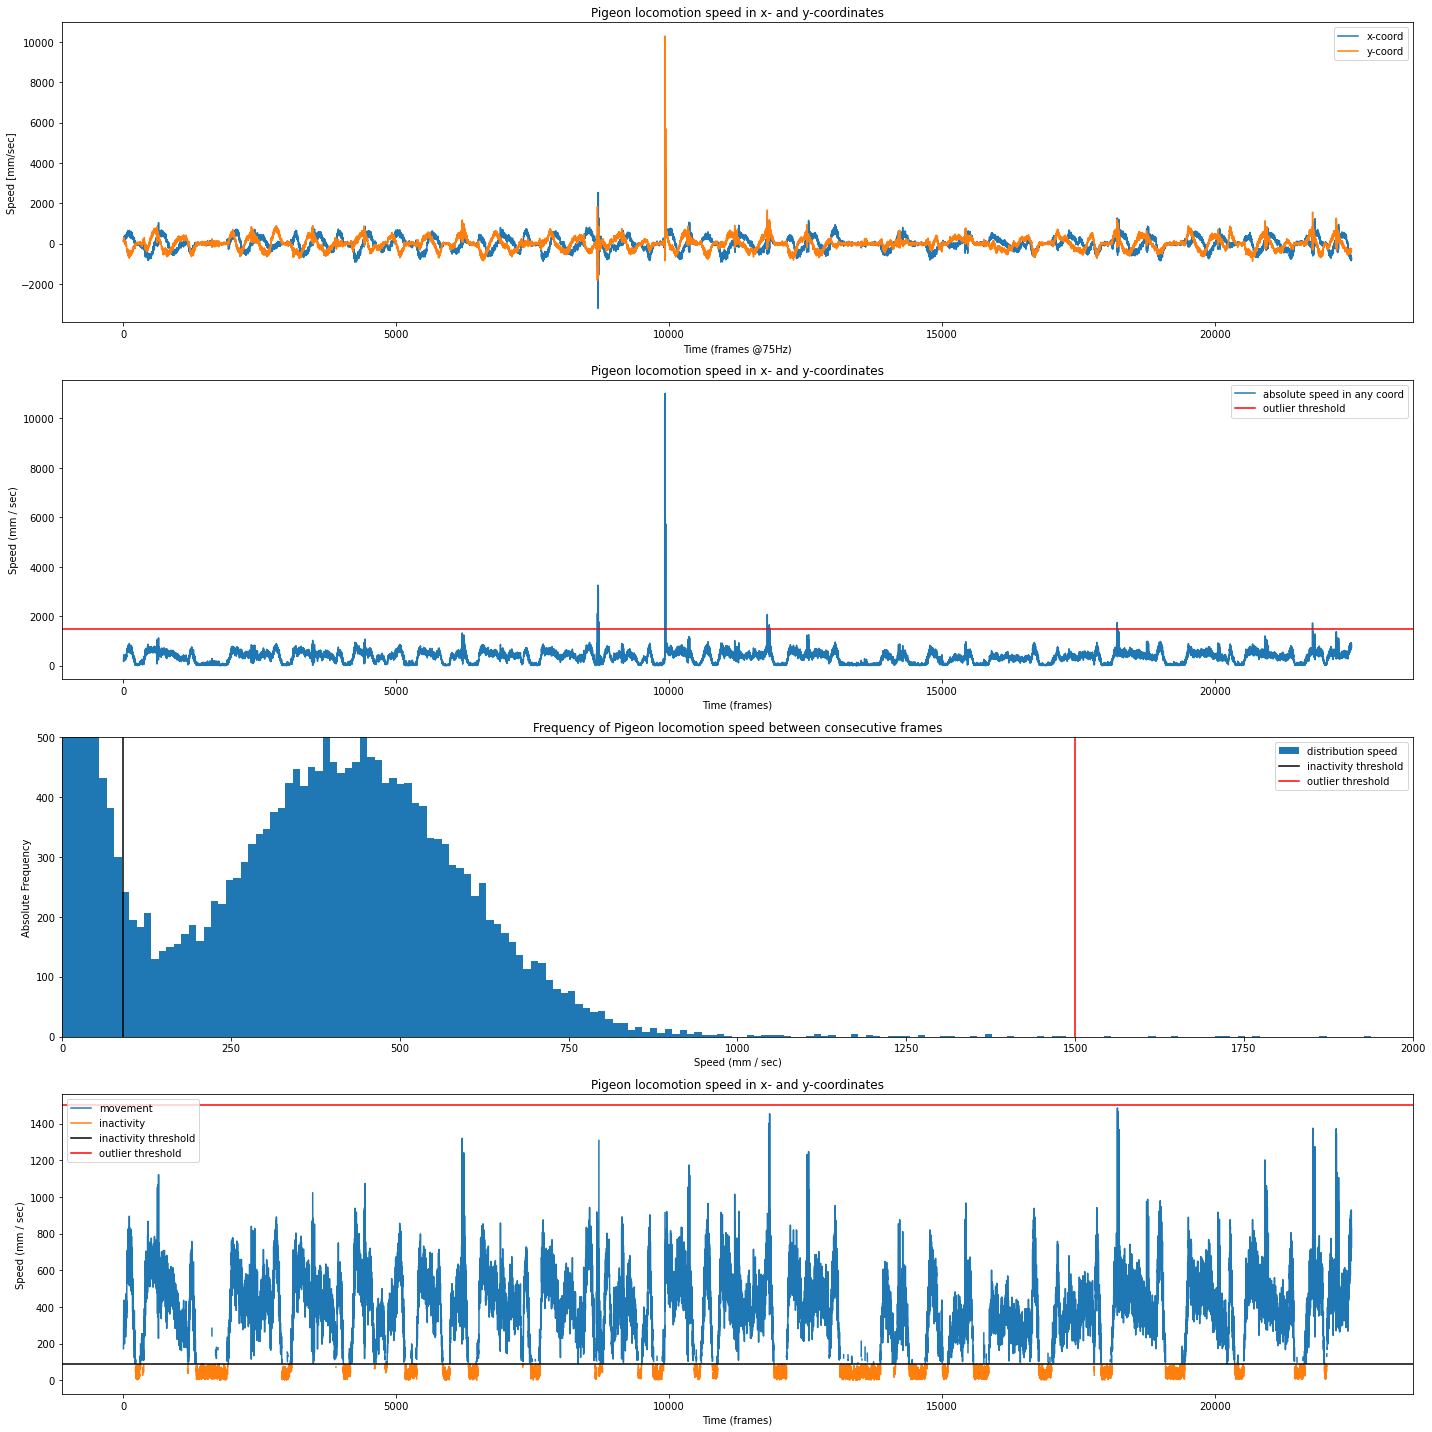 Pigeon locomotion speed in x- and y-coordinates
10000
8000
6000
4000
2000
0
−2000
Speed [mm/sec]
x-coord
y-coord
0 5000 10000 15000 20000
Time (frames @75Hz)
Pigeon locomotion speed in x- and y-coordinates
10000
8000
6000
4000
2000
0
Speed (mm / sec)
absolute speed in any coord
outlier threshold
0 5000 10000 15000 20000
Time (frames)
Frequency of Pigeon locomotion speed between consecutive frames
500
400
300
200
100
0
Absolute Frequency
distribution speed
inactivity threshold
outlier threshold
0 250 500 750 1000 1250 1500 1750 2000
Speed (mm / sec)
Pigeon locomotion speed in x- and y-coordinates
1400
1200
1000
800
600
400
200
0
Speed (mm / sec)
movement
inactivity
inactivity threshold
outlier threshold
0 5000 10000 15000 20000
Time (frames)